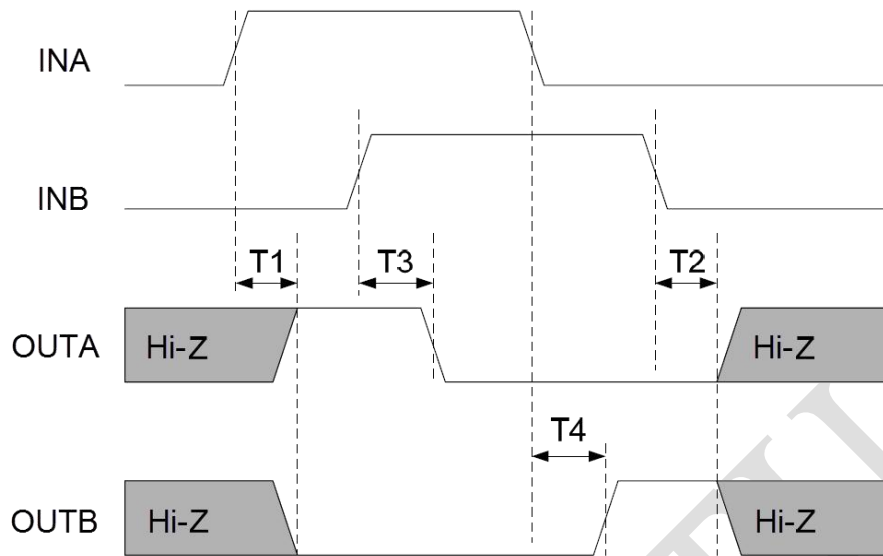 INA
INB
T1 T3 T2
OUTA Hi-Z Hi-Z
T4
OUTB Hi-Z Hi-Z